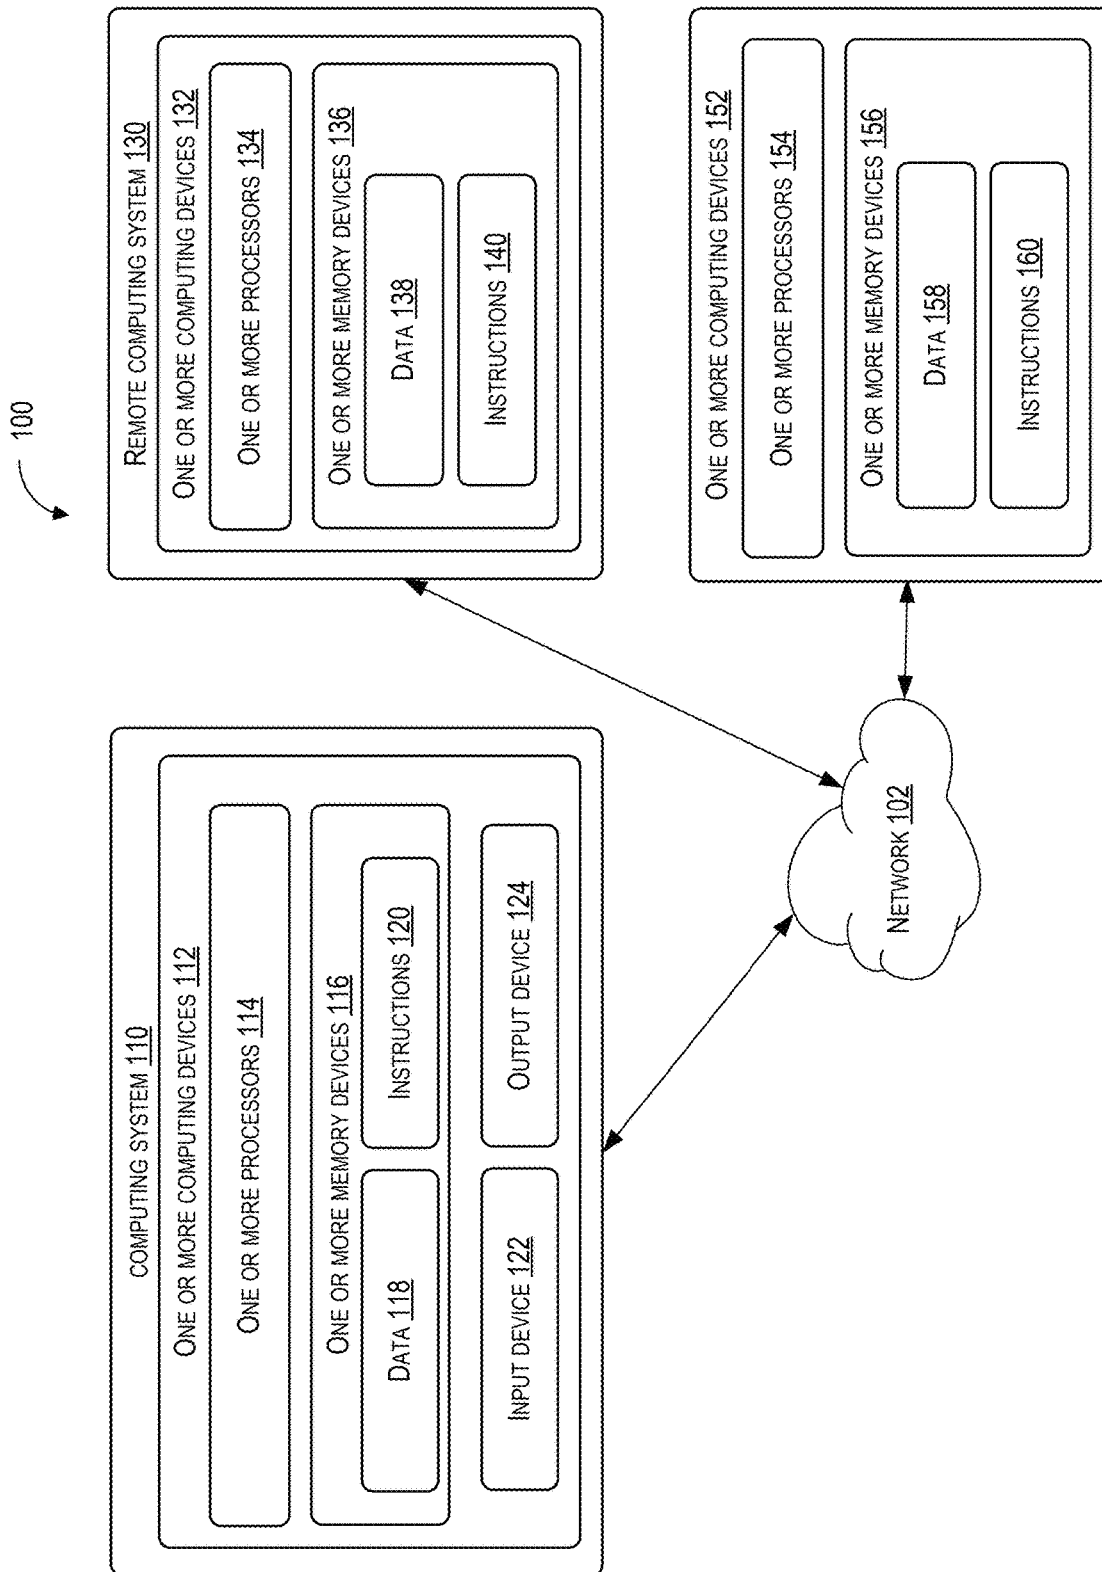 100
COMPUTING SYSTEM 110
ONE OR MORE COMPUTING DEVICES 112
ONE OR MORE PROCESSORS 114
ONE OR MORE MEMORY DEVICES 116
DATA 118
INSTRUCTIONS 120
INPUT DEVICE 122
OUTPUT DEVICE 124
REMOTE COMPUTING SYSTEM 130
ONE OR MORE COMPUTING DEVICES 132
ONE OR MORE PROCESSORS 134
ONE OR MORE MEMORY DEVICES 136
DATA 138
INSTRUCTIONS 140
NETWORK 102
ONE OR MORE COMPUTING DEVICES 152
ONE OR MORE PROCESSORS 154
ONE OR MORE MEMORY DEVICES 156
DATA 158
INSTRUCTIONS 160